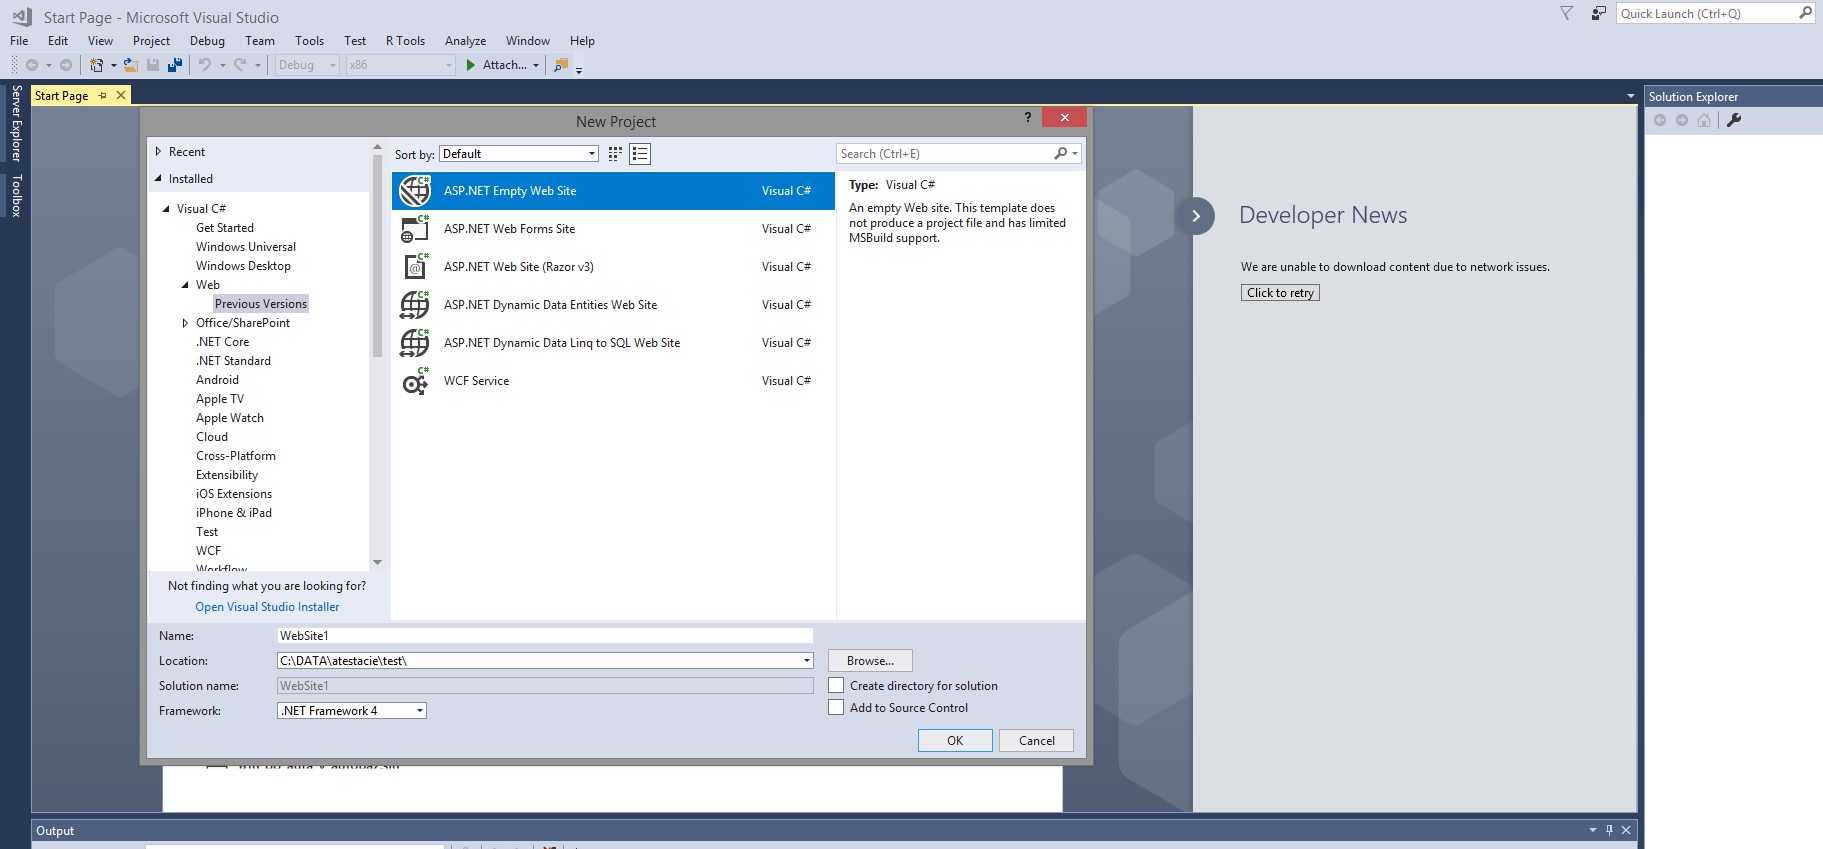 Start Page - Microsoft Visual Studio
Quick Launch (Ctrl+Q)
File Edit View Project Debug Team Tools Test R Tools Analyze Window Help
Debug x86 Attach...
Server Explorer
Toolbox
Start Page
Solution Explorer
New Project
?
Recent
Installed
Visual C#
Get Started
Windows Universal
Windows Desktop
Web
Previous Versions
Office/SharePoint
.NET Core
.NET Standard
Android
Apple TV
Apple Watch
Cloud
Cross-Platform
Extensibility
iOS Extensions
iPhone & iPad
Test
WCF
Workflow
Not finding what you are looking for?
Open Visual Studio Installer
Sort by: Default
Search (Ctrl+E)
ASP.NET Empty Web Site Visual C#
ASP.NET Web Forms Site Visual C#
ASP.NET Web Site (Razor v3) Visual C#
ASP.NET Dynamic Data Entities Web Site Visual C#
ASP.NET Dynamic Data Linq to SQL Web Site Visual C#
WCF Service Visual C#
Type: Visual C#
An empty Web site. This template does
not produce a project file and has limited
MSBuild support.
Name: WebSite1
Location: C:\DATA\atestacie\test\
Browse...
Solution name: WebSite1
Create directory for solution
Framework: .NET Framework 4
Add to Source Control
OK Cancel
Developer News
We are unable to download content due to network issues.
Click to retry
Output